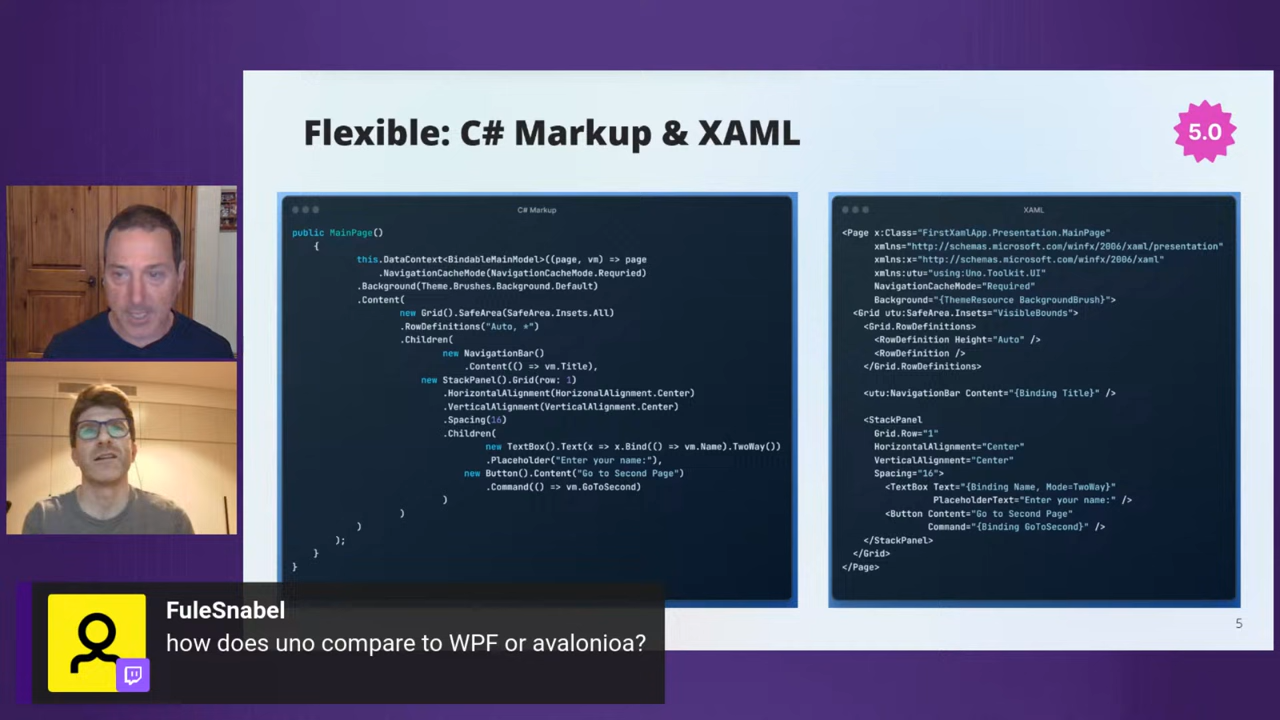 Flexible: C# Markup & XAML
5.0
C# Markup
public MainPage()
{
this.DataContext<BindableMainModel>((page, vm) => page
.NavigationCacheMode(NavigationCacheMode.Requried)
.Background(Theme.Brushes.Background.Default)
.Content(
new Grid().SafeArea(SafeArea.Insets.All)
.RowDefinitions("Auto, *")
.Children(
new NavigationBar()
.Content(() => vm.Title),
new StackPanel().Grid(row: 1)
.HorizontalAlignment(HorizonalAlignment.Center)
.VerticalAlignment(VerticalAlignment.Center)
.Spacing(16)
.Children(
new TextBox().Text(x => x.Bind(() => vm.Name).TwoWay())
.Placeholder("Enter your name:"),
new Button().Content("Go to Second Page")
.Command(() => vm.GoToSecond)
)
)
)
);
}
}
XAML
<Page x:Class="FirstXamlApp.Presentation.MainPage"
xmlns="http://schemas.microsoft.com/winfx/2006/xaml/presentation"
xmlns:x="http://schemas.microsoft.com/winfx/2006/xaml"
xmlns:utu="using:Uno.Toolkit.UI"
NavigationCacheMode="Required"
Background="{ThemeResource BackgroundBrush}">
<Grid utu:SafeArea.Insets="VisibleBounds">
<Grid.RowDefinitions>
<RowDefinition Height="Auto" />
<RowDefinition />
</Grid.RowDefinitions>
<utu:NavigationBar Content="{Binding Title}" />
<StackPanel
Grid.Row="1"
HorizontalAlignment="Center"
VerticalAlignment="Center"
Spacing="16">
<TextBox Text="{Binding Name, Mode=TwoWay}"
PlaceholderText="Enter your name:" />
<Button Content="Go to Second Page"
Command="{Binding GoToSecond}" />
</StackPanel>
</Grid>
</Page>
5
FuleSnabel
how does uno compare to WPF or avalonioa?